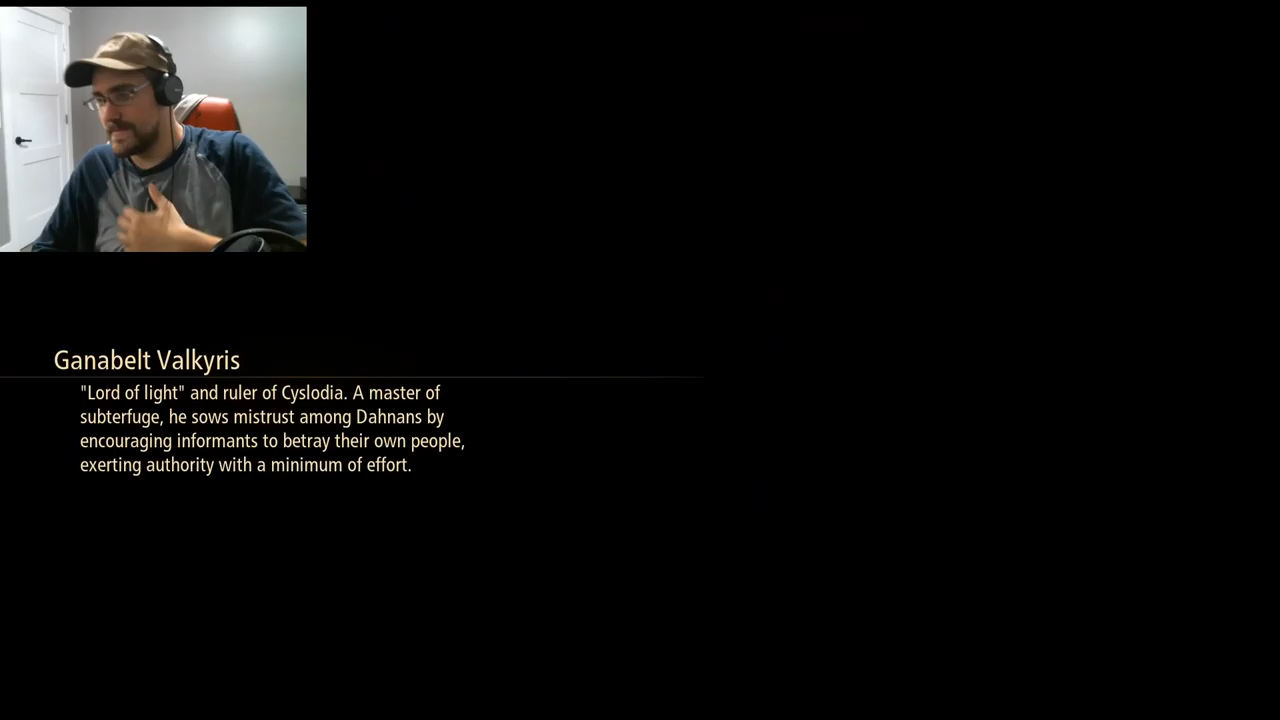 Ganabelt Valkyris
"Lord of light" and ruler of Cyslodia. A master of
subterfuge, he sows mistrust among Dahnans by
encouraging informants to betray their own people,
exerting authority with a minimum of effort.